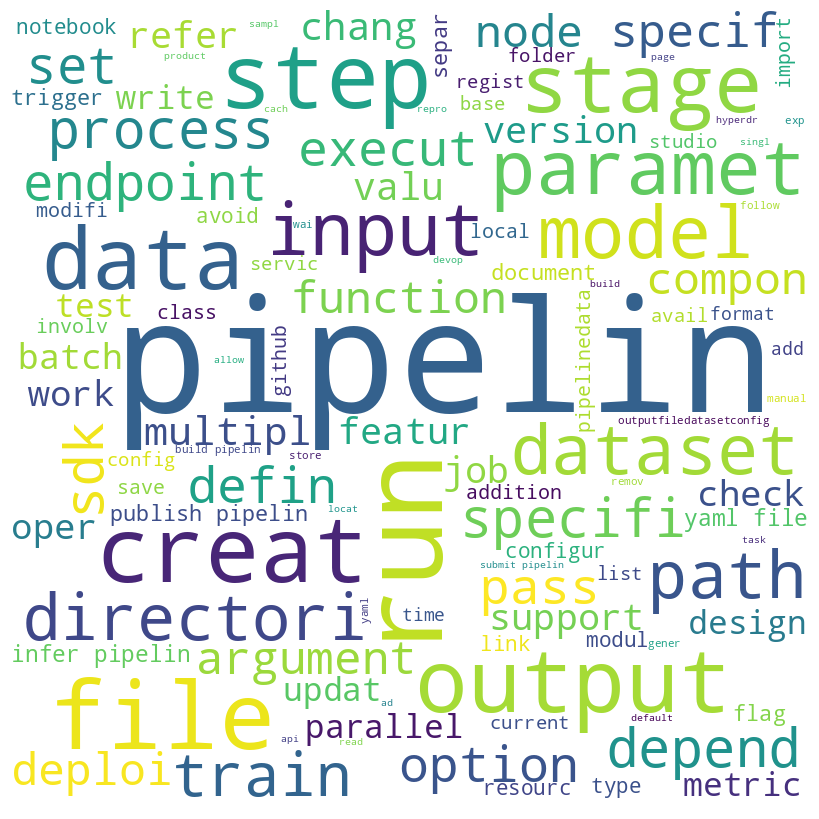 notebook refer chang separ node specif import
product sampl folder page
set step regist stage
trigger write cach repro base hyperdr exp
process execut version studio singl
endpoint valu paramet
modifi avoid wai input local model follow
data servic devop document compon
test class function build
involv github pipelin pipelinedata avail format
batch allow add
work manual
multipl featur outputfiledatasetconfig
sdk build pipelin store job dataset
config addition check
save defin run remov
oper publish pipelin locat specifi yaml file
creat configur task
submit pipelin pass list path
directori yaml time support design
infer pipelin argument link modul gener
file updat ad output
parallel current default flag
api read depend
deploi train option resourc type metric